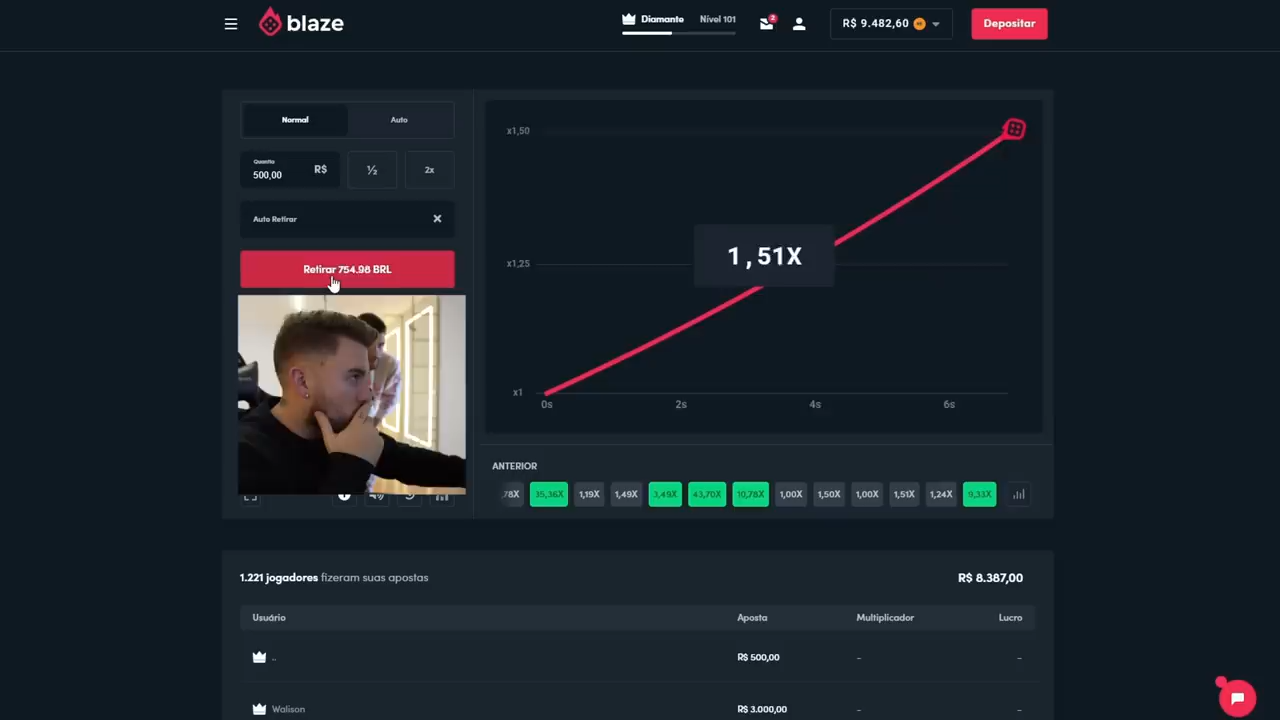 blaze
Diamante Nível 101
2
R$ 9.482,60
Depositar
Normal Auto
Quantia
500,00 R$ ½ 2x
Auto Retirar
Retirar 754.98 BRL
x1,50
x1,25
x1
1,51X
0s 2s 4s 6s
ANTERIOR
,78X 35,36X 1,19X 1,49X 3,49X 43,70X 10,78X 1,00X 1,50X 1,00X 1,51X 1,24X 9,33X
1.221 jogadores fizeram suas apostas R$ 8.387,00
Usuário Aposta Multiplicador Lucro
.. R$ 500,00 - -
Walison R$ 3.000,00 - -